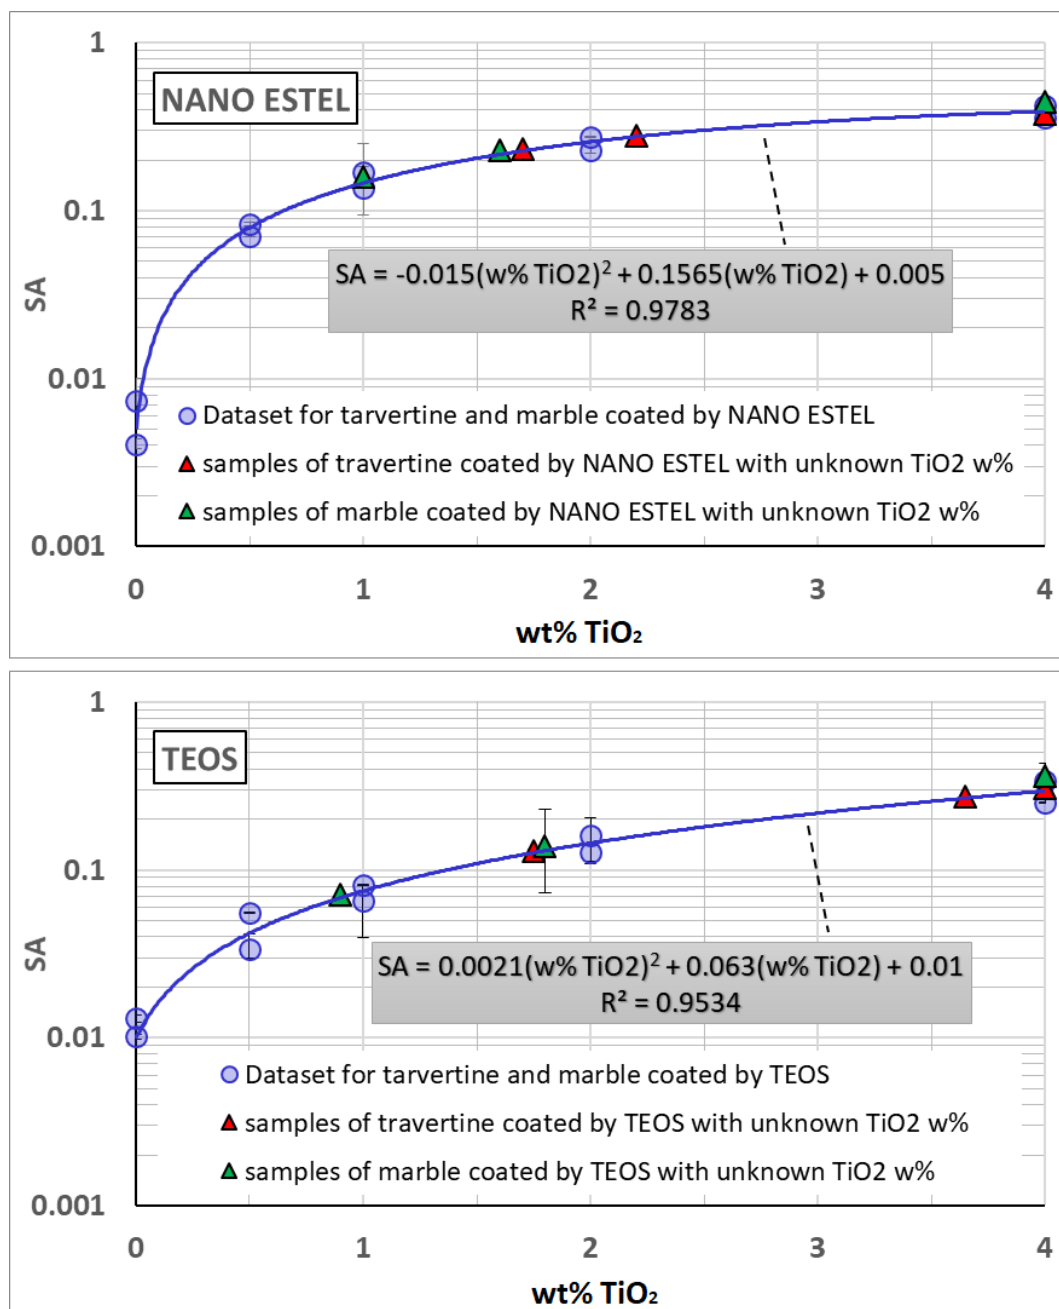 1
NANO ESTEL
0.1
SA = -0.015(w% TiO2)² + 0.1565(w% TiO2) + 0.005
R² = 0.9783
SA
0.01
Dataset for tarvertine and marble coated by NANO ESTEL
samples of travertine coated by NANO ESTEL with unknown TiO2 w%
samples of marble coated by NANO ESTEL with unknown TiO2 w%
0.001
0 1 2 3 4
wt% TiO₂
1
TEOS
0.1
SA
SA = 0.0021(w% TiO2)² + 0.063(w% TiO2) + 0.01
R² = 0.9534
0.01
Dataset for tarvertine and marble coated by TEOS
samples of travertine coated by TEOS with unknown TiO2 w%
samples of marble coated by TEOS with unknown TiO2 w%
0.001
0 1 2 3 4
wt% TiO₂